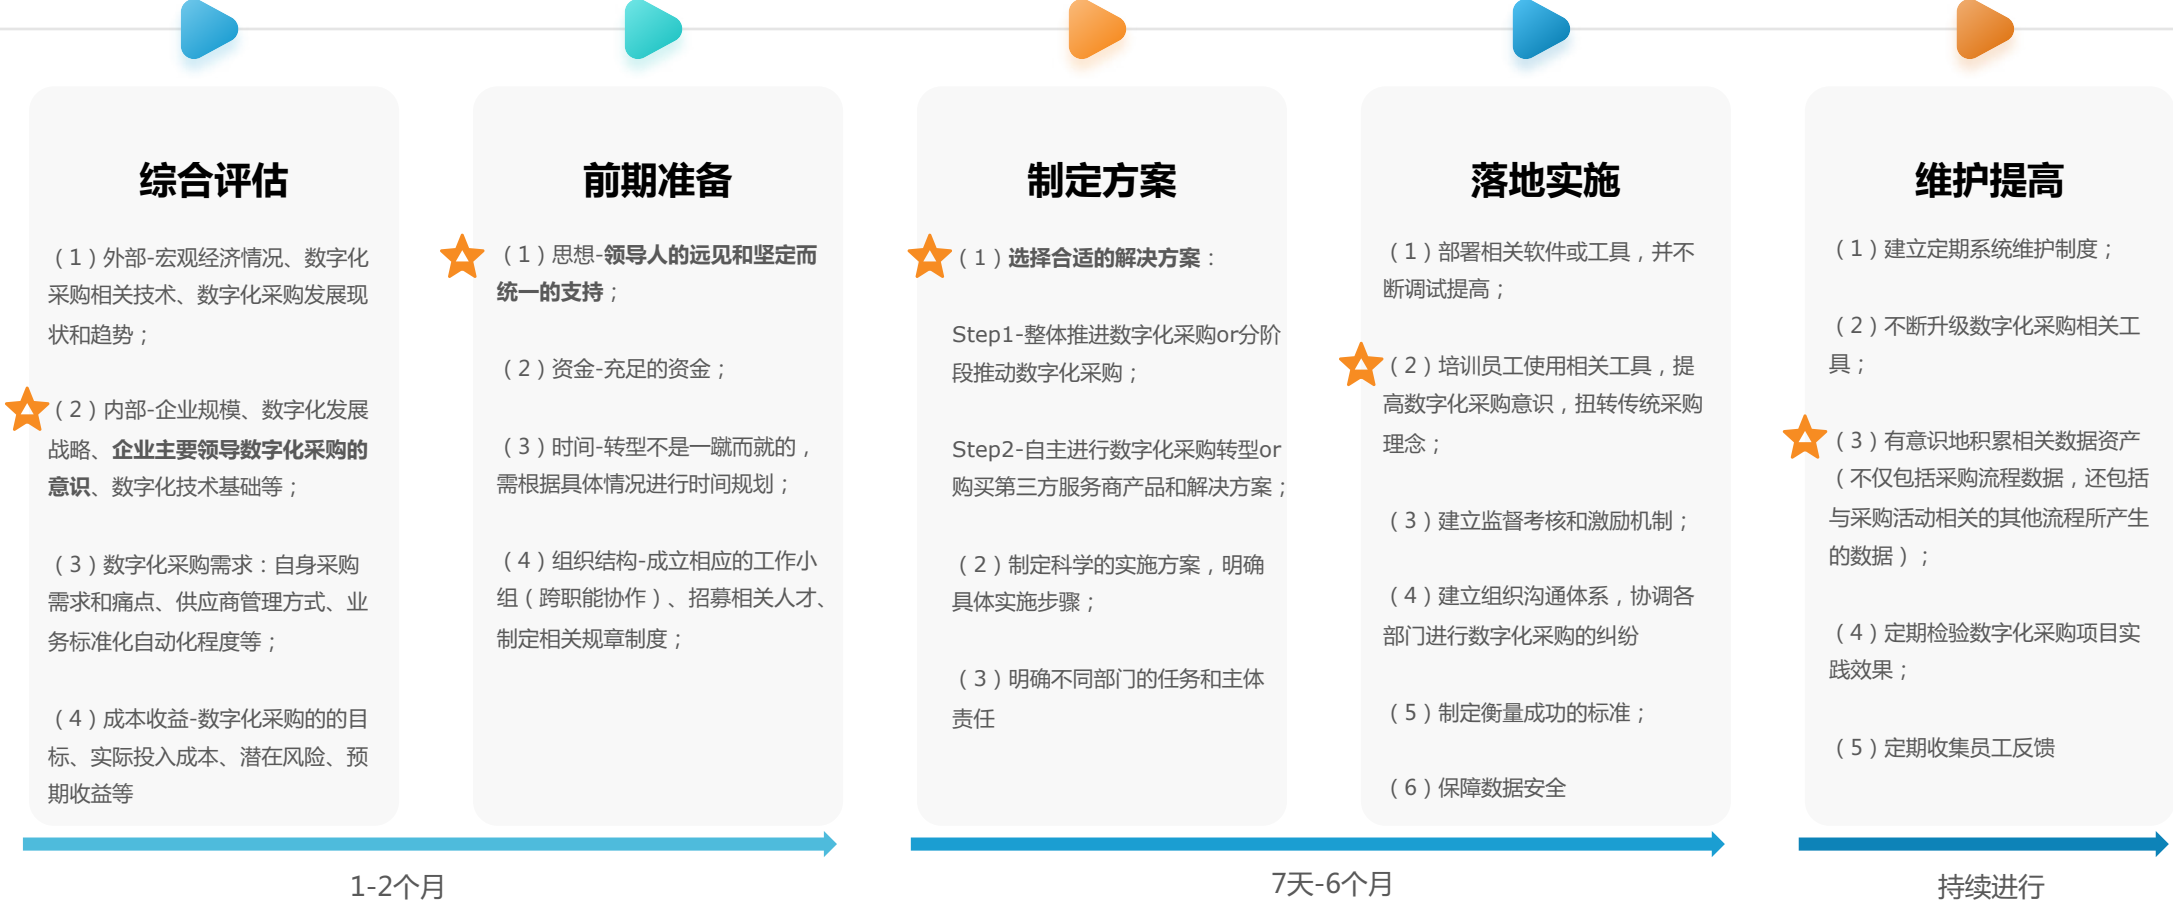 综合评估
（1）外部-宏观经济情况、数字化
采购相关技术、数字化采购发展现
状和趋势；
（2）内部-企业规模、数字化发展
战略、企业主要领导数字化采购的
意识、数字化技术基础等；
（3）数字化采购需求：自身采购
需求和痛点、供应商管理方式、业
务标准化自动化程度等；
（4）成本收益-数字化采购的的目
标、实际投入成本、潜在风险、预
期收益等
前期准备
（1）思想-领导人的远见和坚定而
统一的支持；
（2）资金-充足的资金；
（3）时间-转型不是一蹴而就的，
需根据具体情况进行时间规划；
（4）组织结构-成立相应的工作小
组（跨职能协作）、招募相关人才、
制定相关规章制度；
制定方案
（1）选择合适的解决方案：
Step1-整体推进数字化采购or分阶
段推动数字化采购；
Step2-自主进行数字化采购转型or
购买第三方服务商产品和解决方案；
（2）制定科学的实施方案，明确
具体实施步骤；
（3）明确不同部门的任务和主体
责任
落地实施
（1）部署相关软件或工具，并不
断调试提高；
（2）培训员工使用相关工具，提
高数字化采购意识，扭转传统采购
理念；
（3）建立监督考核和激励机制；
（4）建立组织沟通体系，协调各
部门进行数字化采购的纠纷
（5）制定衡量成功的标准；
（6）保障数据安全
维护提高
（1）建立定期系统维护制度；
（2）不断升级数字化采购相关工
具；
（3）有意识地积累相关数据资产
（不仅包括采购流程数据，还包括
与采购活动相关的其他流程所产生
的数据）；
（4）定期检验数字化采购项目实
践效果；
（5）定期收集员工反馈
1-2个月
7天-6个月
持续进行